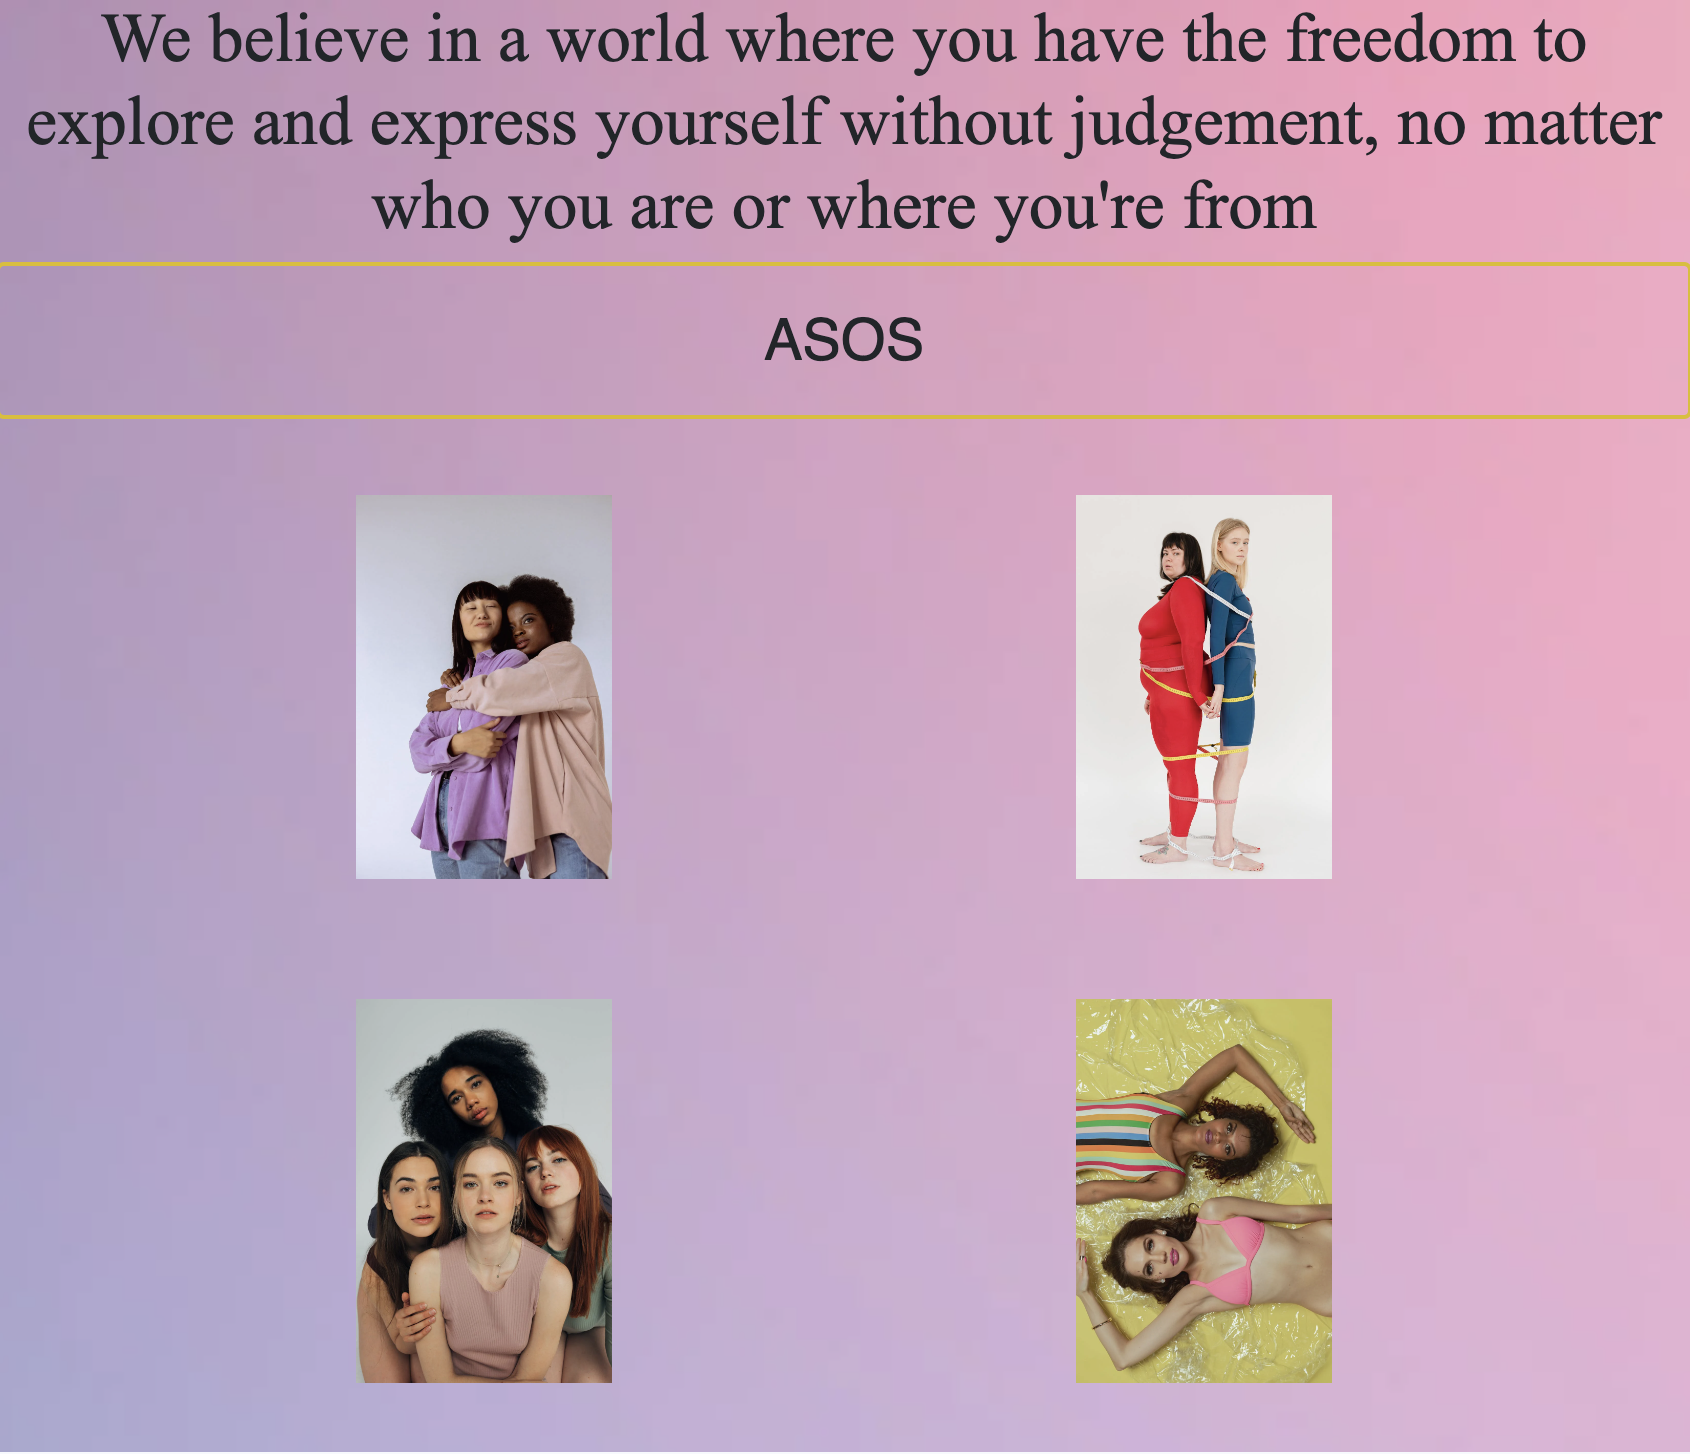 We believe in a world where you have the freedom to
explore and express yourself without judgement, no matter
who you are or where you're from
ASOS